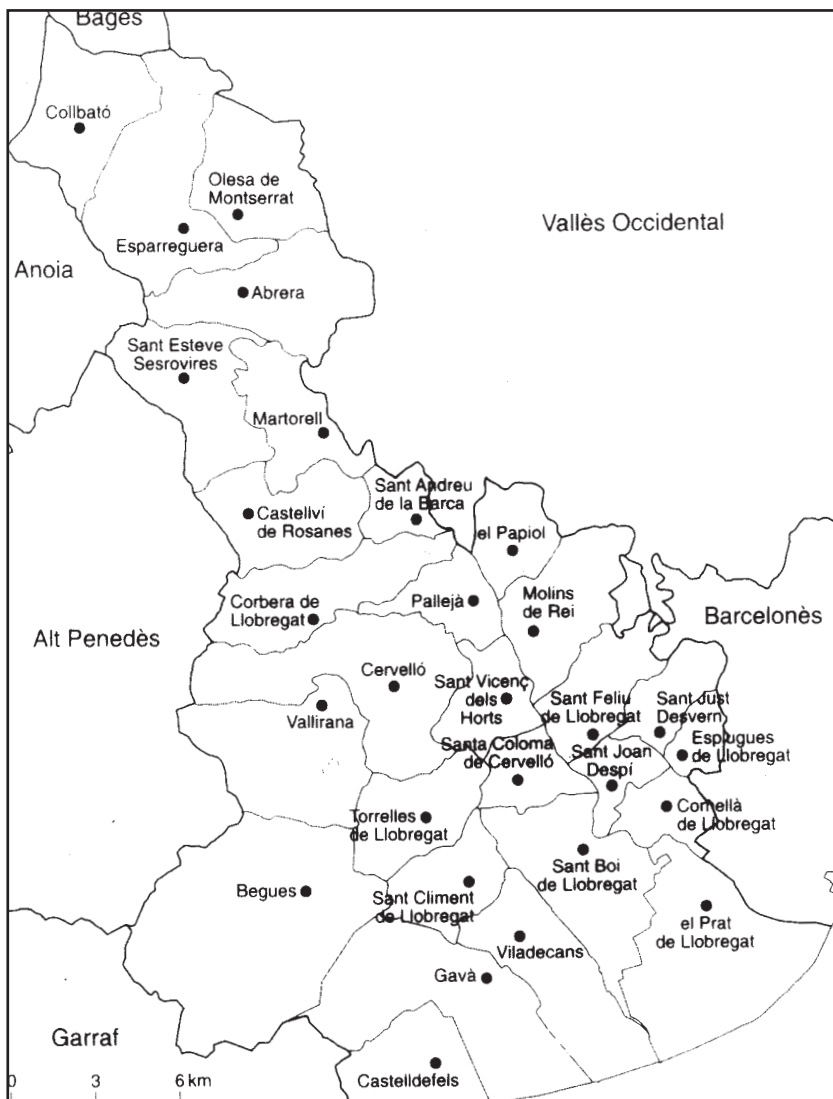 Bages
Collbató
Olesa de
Montserrat
Vallès Occidental
Esparreguera
Anoia
Abrera
Sant Esteve
Sesrovires
Martorell
Sant Andreu
de la Barca
Castellví
de Rosanes
el Papiol
Corbera de
Llobregat
Pallejà
Molins
de Rei
Barcelonès
Alt Penedès
Cervelló
Sant Vicenç
dels
Horts
Vallirana
Sant Feliu
de Llobregat
Sant Just
Desvern
Santa Coloma
de Cervelló
Sant Joan
Despí
Esplugues
de Llobregat
Torrelles
de Llobregat
Cornellà
de Llobregat
Sant Boi
de Llobregat
Begues
Sant Climent
de Llobregat
el Prat
de Llobregat
Viladecans
Gavà
Garraf
Castelldefels
0 3 6 km